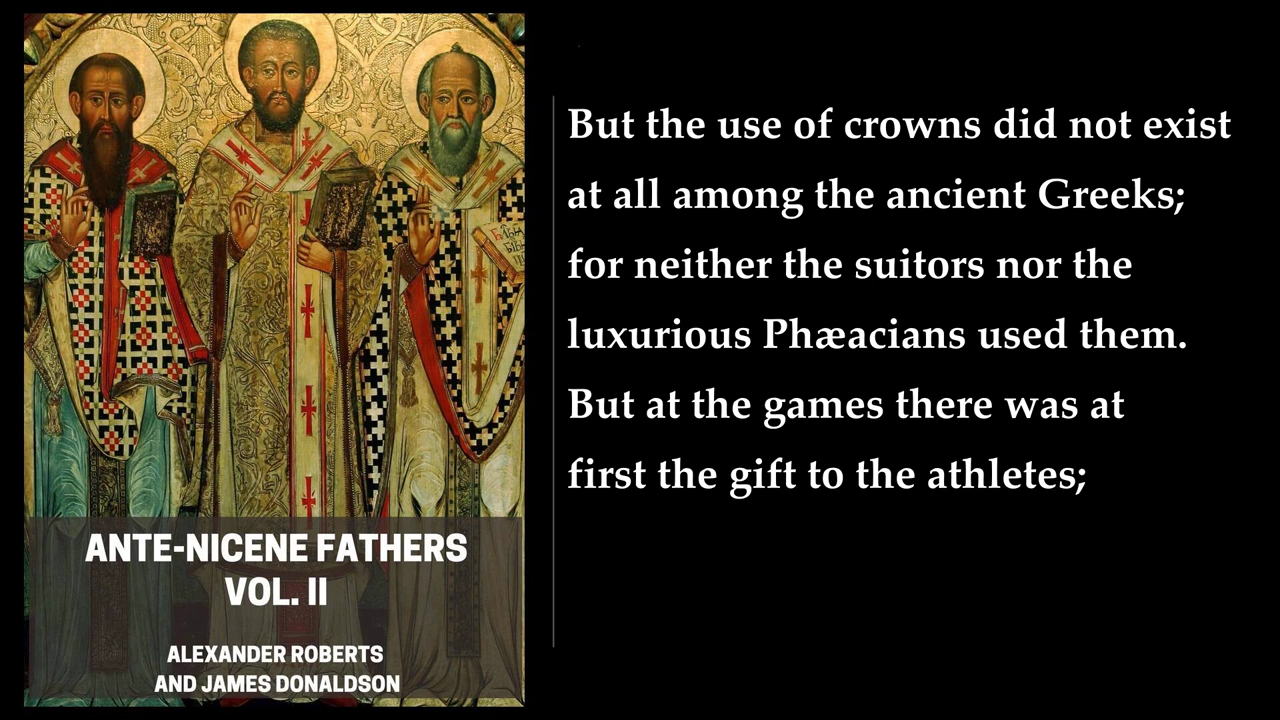 But the use of crowns did not exist
at all among the ancient Greeks;
for neither the suitors nor the
luxurious Phæacians used them.
But at the games there was at
first the gift to the athletes;
ANTE-NICENE FATHERS
VOL. II
ALEXANDER ROBERTS
AND JAMES DONALDSON